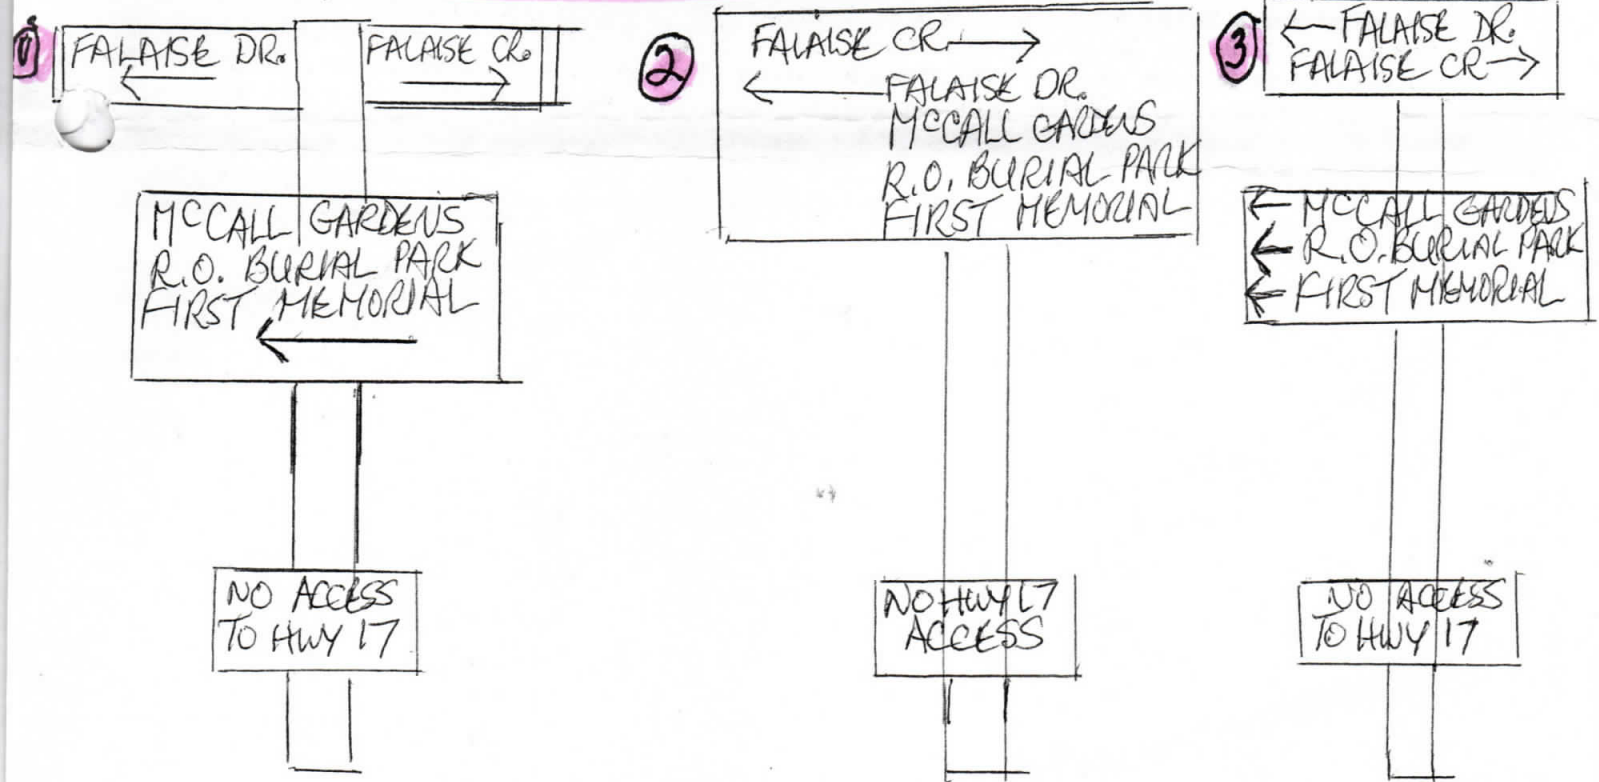 1
FALAISE DR.
FALAISE CR.
MCCALL GARDENS
R.O. BURIAL PARK
FIRST MEMORIAL
NO ACCESS
TO HWY 17
2
FALAISE CR.
FALAISE DR.
MCCALL GARDENS
R.O. BURIAL PARK
FIRST MEMORIAL
NO HWY 17
ACCESS
3
FALAISE DR.
FALAISE CR
MCCALL GARDENS
R.O. BURIAL PARK
FIRST MEMORIAL
NO ACCESS
TO HWY 17